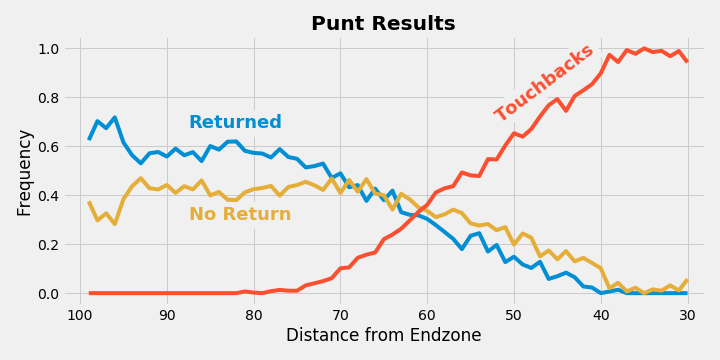 Punt Results
1.0
0.8
0.6
0.4
0.2
0.0
Frequency
Returned
No Return
Touchbacks
100 90 80 70 60 50 40 30
Distance from Endzone